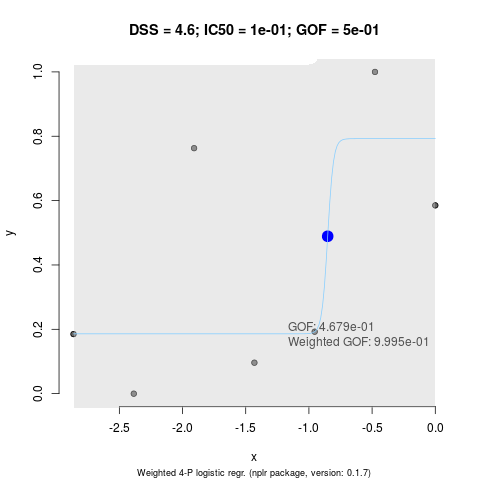 DSS = 4.6; IC50 = 1e-01; GOF = 5e-01
1.0
0.8
0.6
0.4
0.2
0.0
y
GOF: 4.679e-01
Weighted GOF: 9.995e-01
-2.5 -2.0 -1.5 -1.0 -0.5 0.0
x
Weighted 4-P logistic regr. (nplr package, version: 0.1.7)